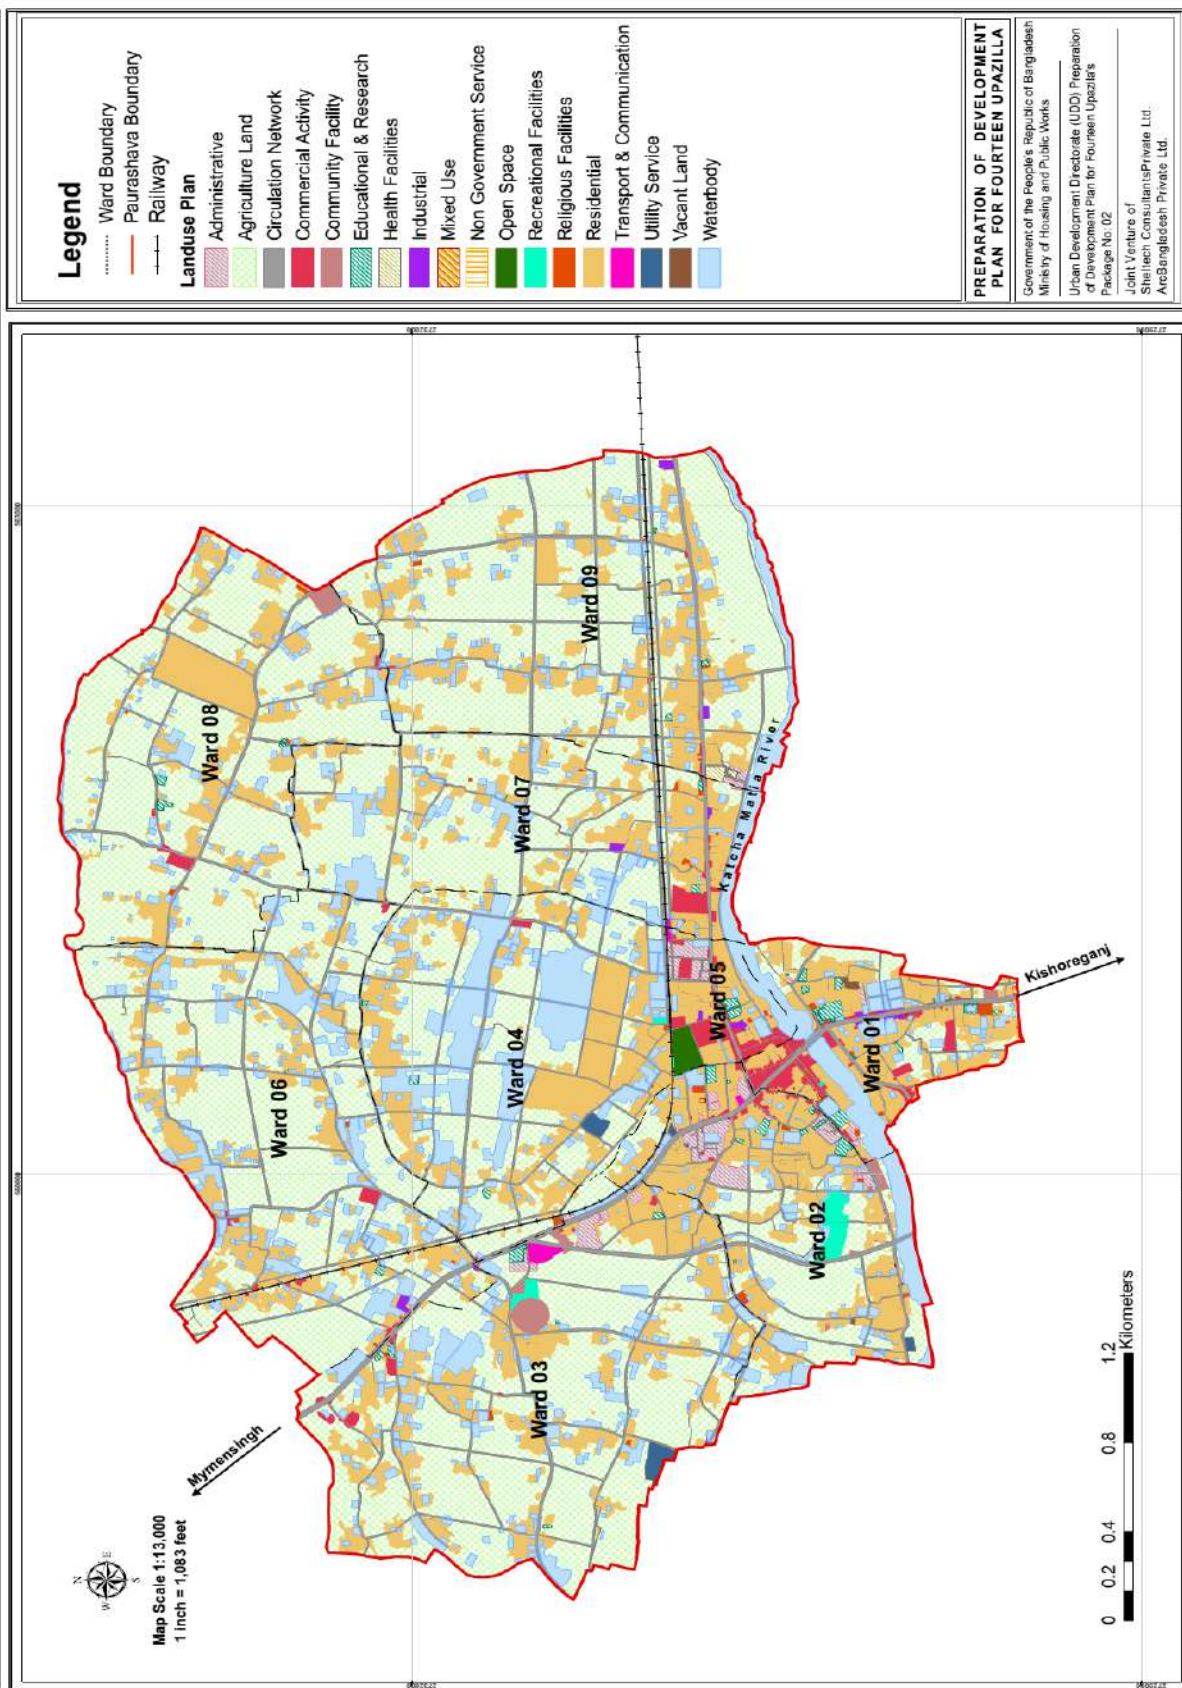 Legend
Ward Boundary
Paurashava Boundary
Railway
Landuse Plan
Administrative
Agriculture Land
Circulation Network
Commercial Activity
Community Facility
Educational & Research
Health Facilities
Industrial
Mixed Use
Non Government Service
Open Space
Recreational Facilities
Religious Facilities
Residential
Transport & Communication
Utility Service
Vacant Land
Waterbody
PREPARATION OF DEVELOPMENT
PLAN FOR FOURTEEN UPAZILLA
Government of the People's Republic of Bangladesh
Ministry of Housing and Public Works
Urban Development Directorate (UDD) Preparation
of Development Plan for Fourteen Upazila's
Package No: 02
Joint Venture of
Sheltech ConsultantsPrivate Ltd.
ArcBangladesh Private Ltd.
N
W E
S
Map Scale 1:13,000
1 inch = 1,083 feet
Mymensingh
Ward 08
Ward 06
Ward 07
Ward 09
Ward 04
Ward 03
Ward 05
Katcha Matia River
Ward 02
Ward 01
Kishoreganj
0 0.2 0.4 0.8 1.2
Kilometers